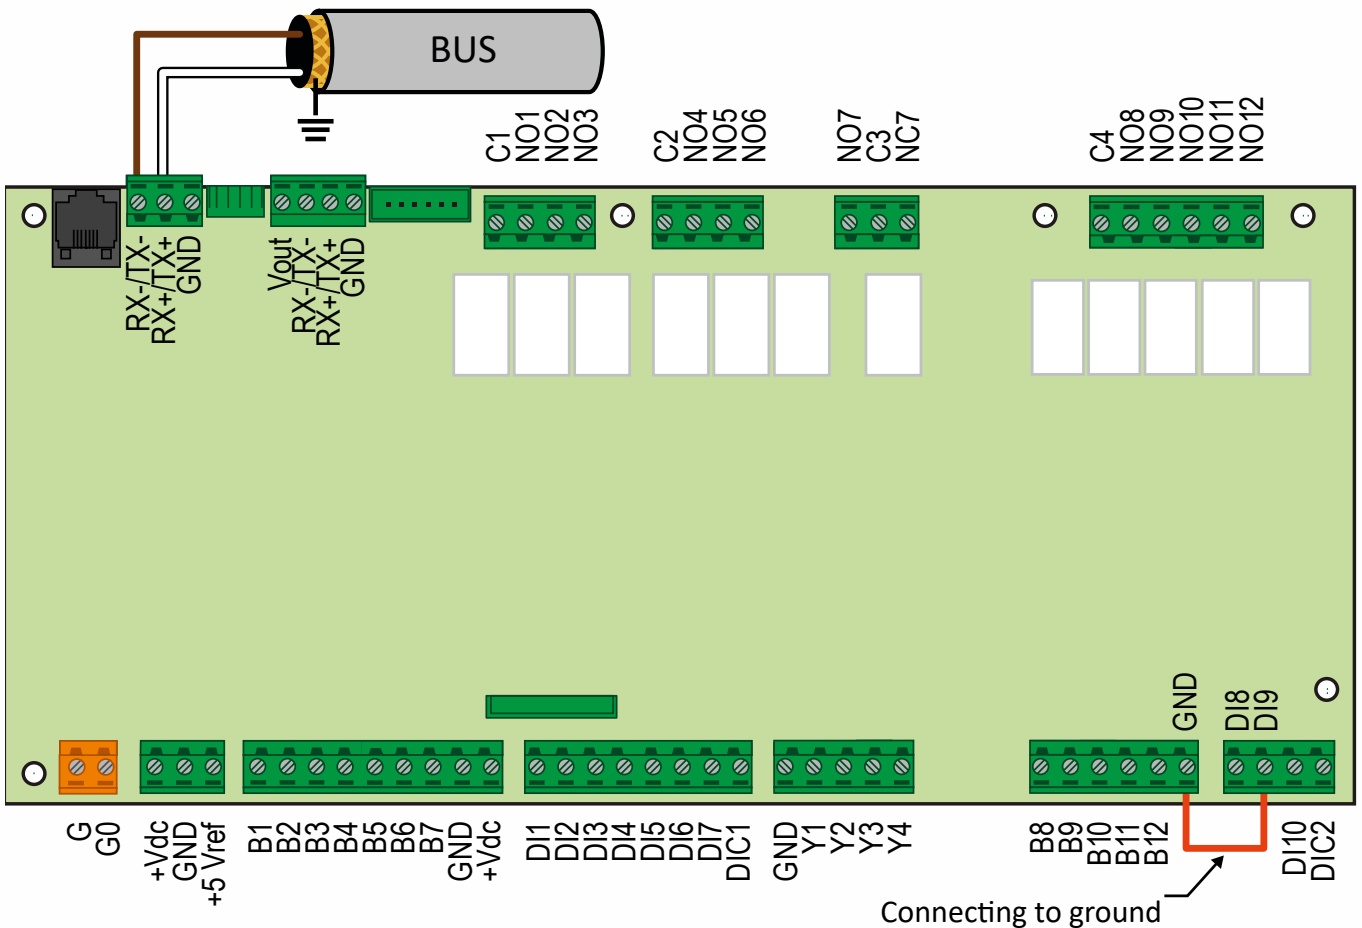 BUS
C1
NO1
NO2
NO3
C2
NO4
NO5
NO6
NO7
C3
NC7
C4
NO8
NO9
NO10
NO11
NO12
RX-/TX-
RX+/TX+
GND
Vout
RX-/TX-
RX+/TX+
GND
GND
DI8
DI9
G
G0
+Vdc
GND
+5 Vref
B1
B2
B3
B4
B5
B6
B7
GND
+Vdc
DI1
DI2
DI3
DI4
DI5
DI6
DI7
DIC1
GND
Y1
Y2
Y3
Y4
B8
B9
B10
B11
B12
DI10
DIC2
Connecting to ground